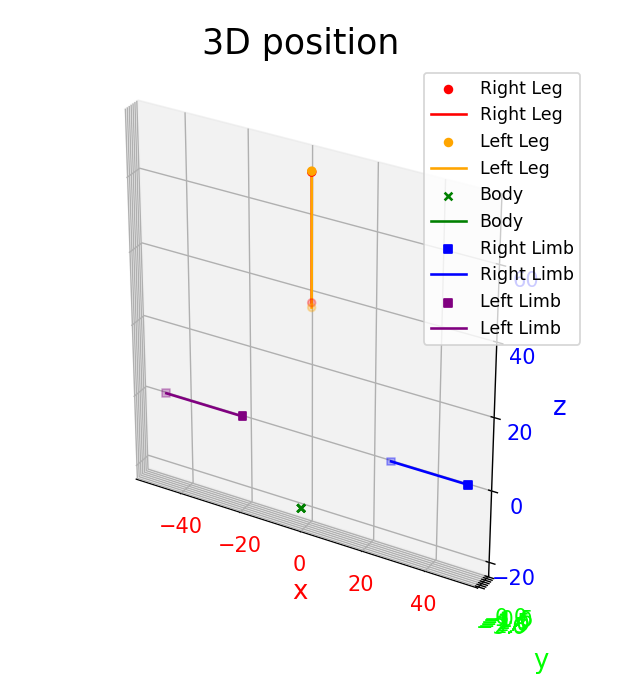 3D position
Right Leg
Right Leg
Left Leg
Left Leg
Body
Body
Right Limb
Right Limb
Left Limb
Left Limb
60
40
z
20
0
−20
−40
−20
0
20
40
x
y